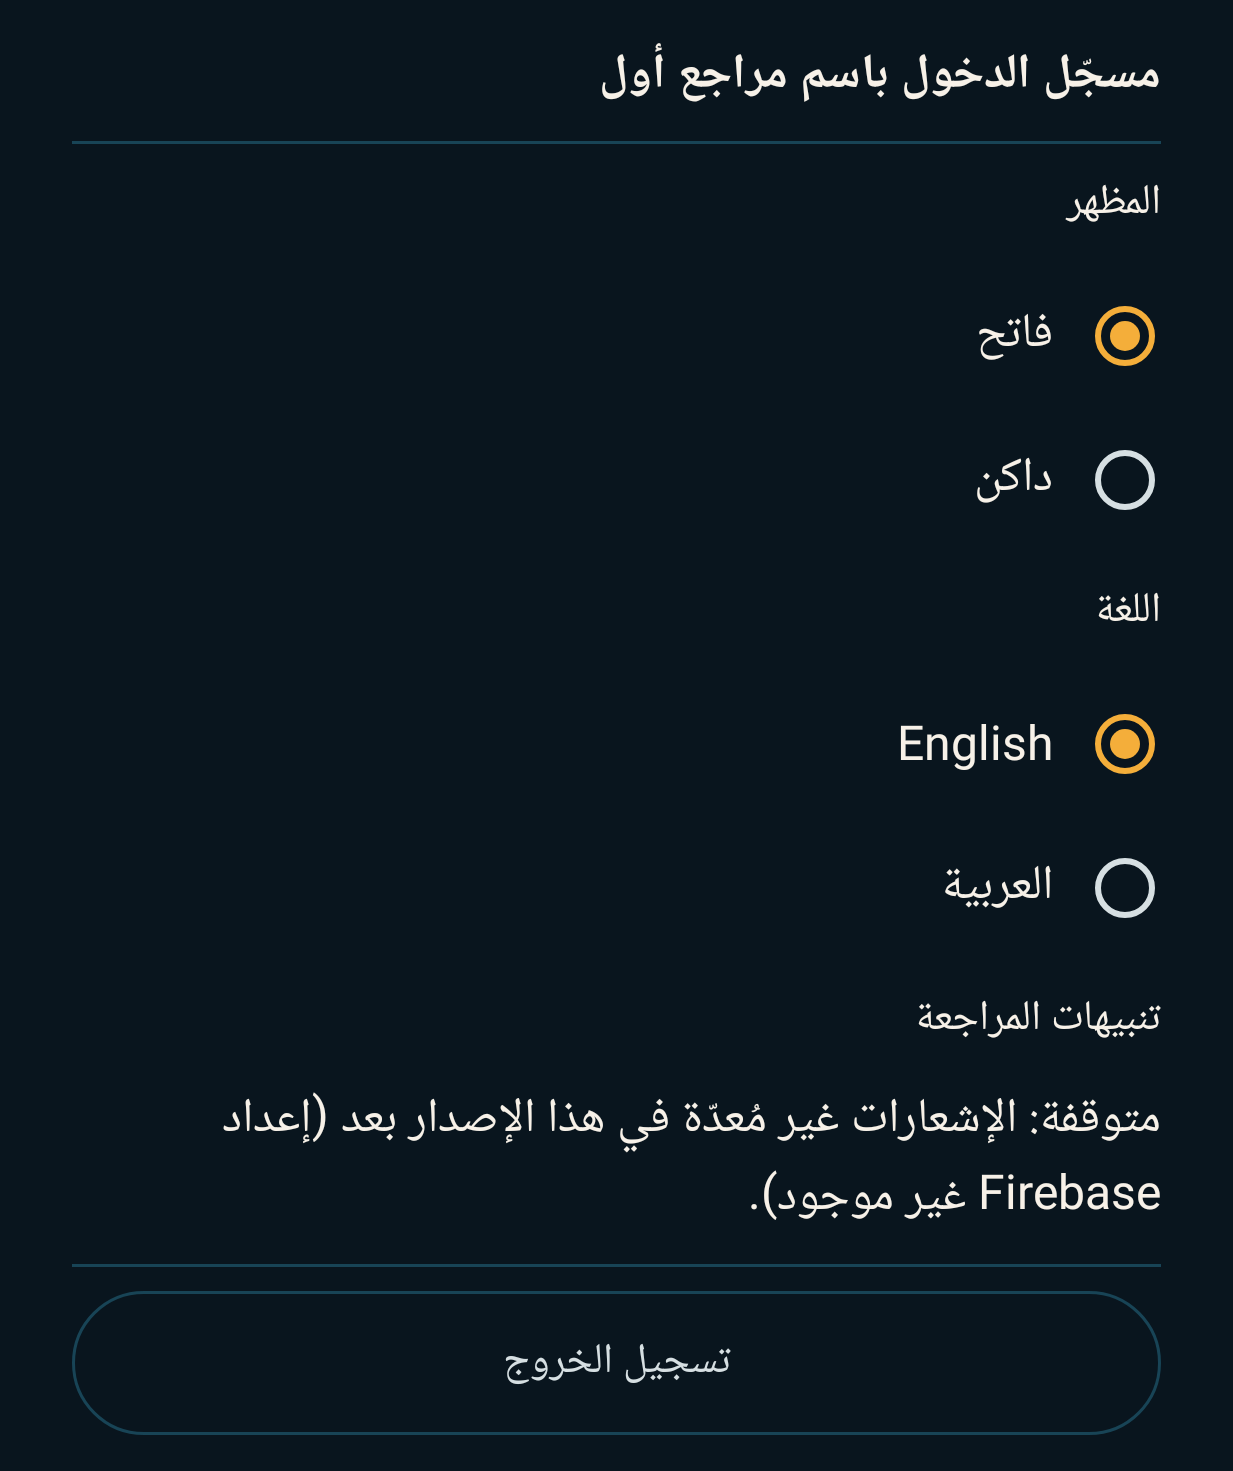 مسجّل الدخول باسم مراجع أول
المظهر
فاتح
داكن
اللغة
English
العربية
تنبيهات المراجعة
متوقفة: الإشعارات غير مُعدّة في هذا الإصدار بعد (إعداد
Firebase غير موجود).
تسجيل الخروج